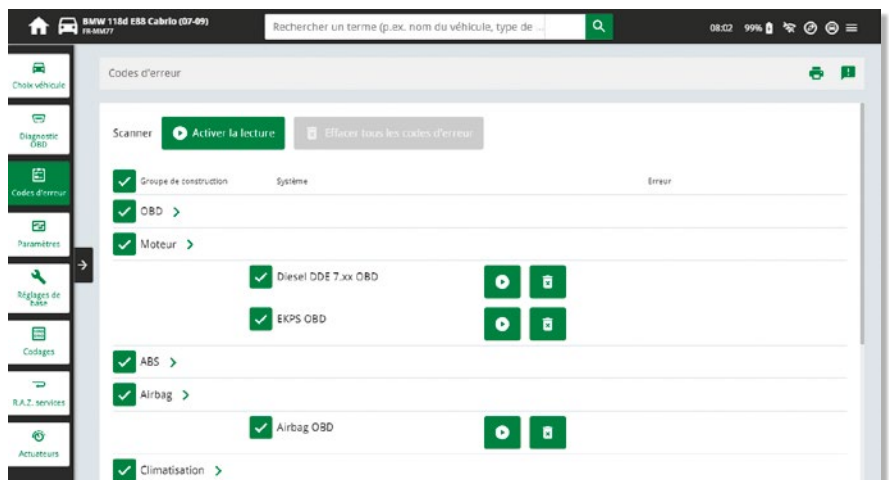 BMW 118d E88 Cabrio (07-09)
FR-MM77
Rechercher un terme (p.ex. nom du véhicule, type de ...
08:02 99%
Choix véhicule
Codes d'erreur
Diagnostic OBD
Scanner Activer la lecture Effacer tous les codes d'erreur
Codes d'erreur
Groupe de construction Système Erreur
OBD
Paramètres
Moteur
Réglages de base
Diesel DDE 7.xx OBD
EKPS OBD
Codages
ABS
R.A.Z. services
Airbag
Airbag OBD
Actuateurs
Climatisation